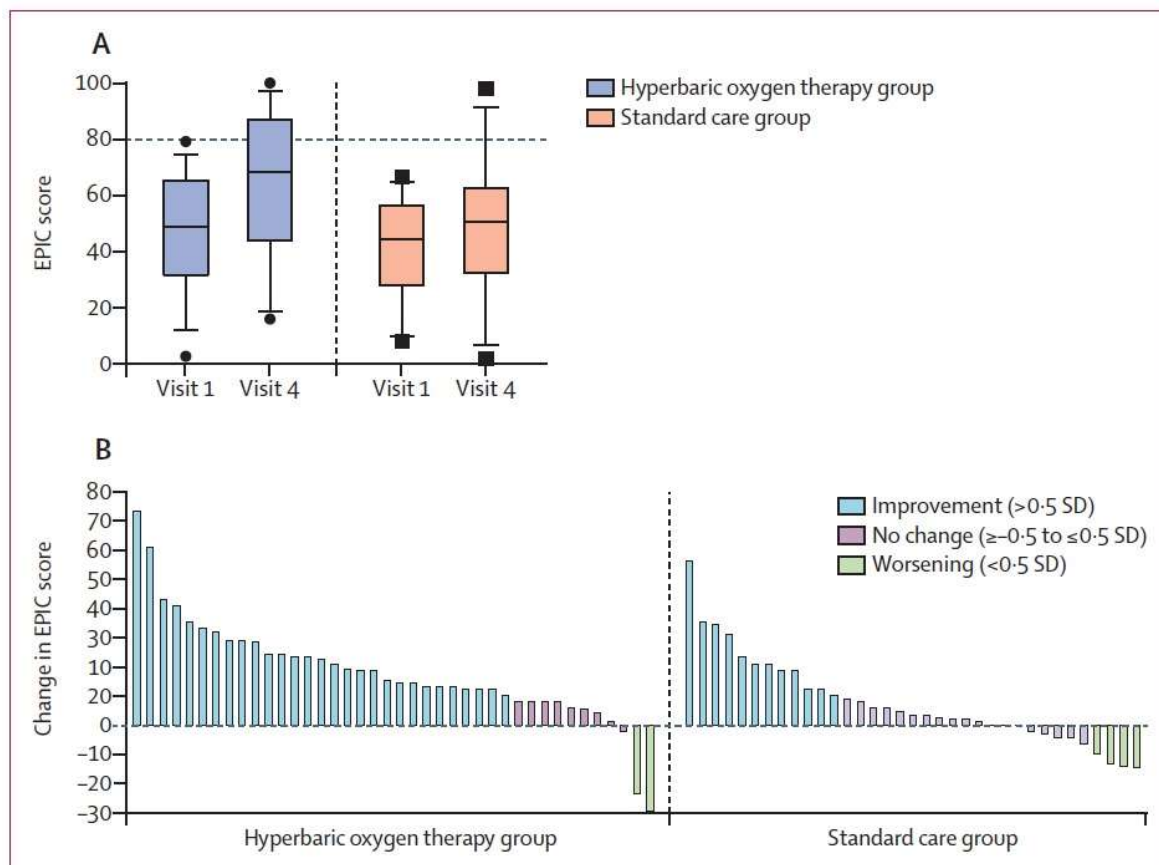 A
100
80
60
40
20
0
EPIC score
Visit 1
Visit 4
Visit 1
Visit 4
Hyperbaric oxygen therapy group
Standard care group
B
80
70
60
50
40
30
10
20
0
−10
−20
−30
Change in EPIC score
Improvement (>0·5 SD)
No change (≥–0·5 to ≤0·5 SD)
Worsening (<0·5 SD)
Hyperbaric oxygen therapy group
Standard care group